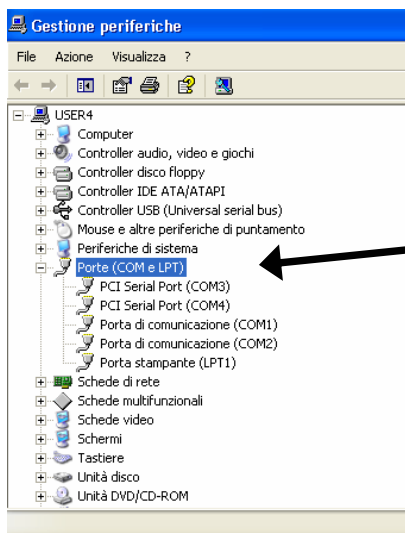 Gestione periferiche
File Azione Visualizza ?
USER4
Computer
Controller audio, video e giochi
Controller disco floppy
Controller IDE ATA/ATAPI
Controller USB (Universal serial bus)
Mouse e altre periferiche di puntamento
Periferiche di sistema
Porte (COM e LPT)
PCI Serial Port (COM3)
PCI Serial Port (COM4)
Porta di comunicazione (COM1)
Porta di comunicazione (COM2)
Porta stampante (LPT1)
Schede di rete
Schede multifunzionali
Schede video
Schermi
Tastiere
Unità disco
Unità DVD/CD-ROM